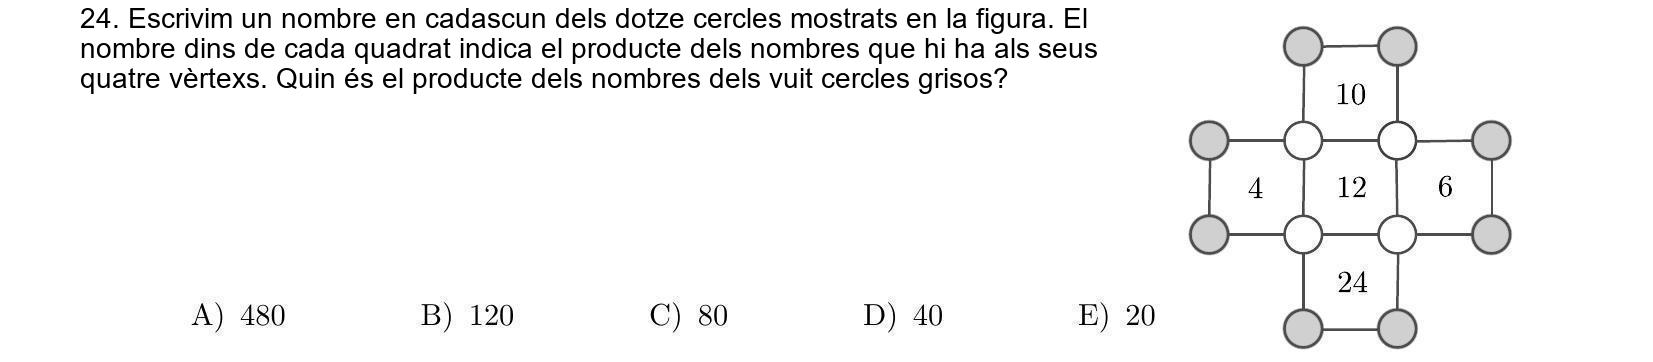 24. Escrivim un nombre en cadascun dels dotze cercles mostrats en la figura. El
nombre dins de cada quadrat indica el producte dels nombres que hi ha als seus
quatre vèrtexs. Quin és el producte dels nombres dels vuit cercles grisos?
10
4 12 6
24
A) 480 B) 120 C) 80 D) 40 E) 20